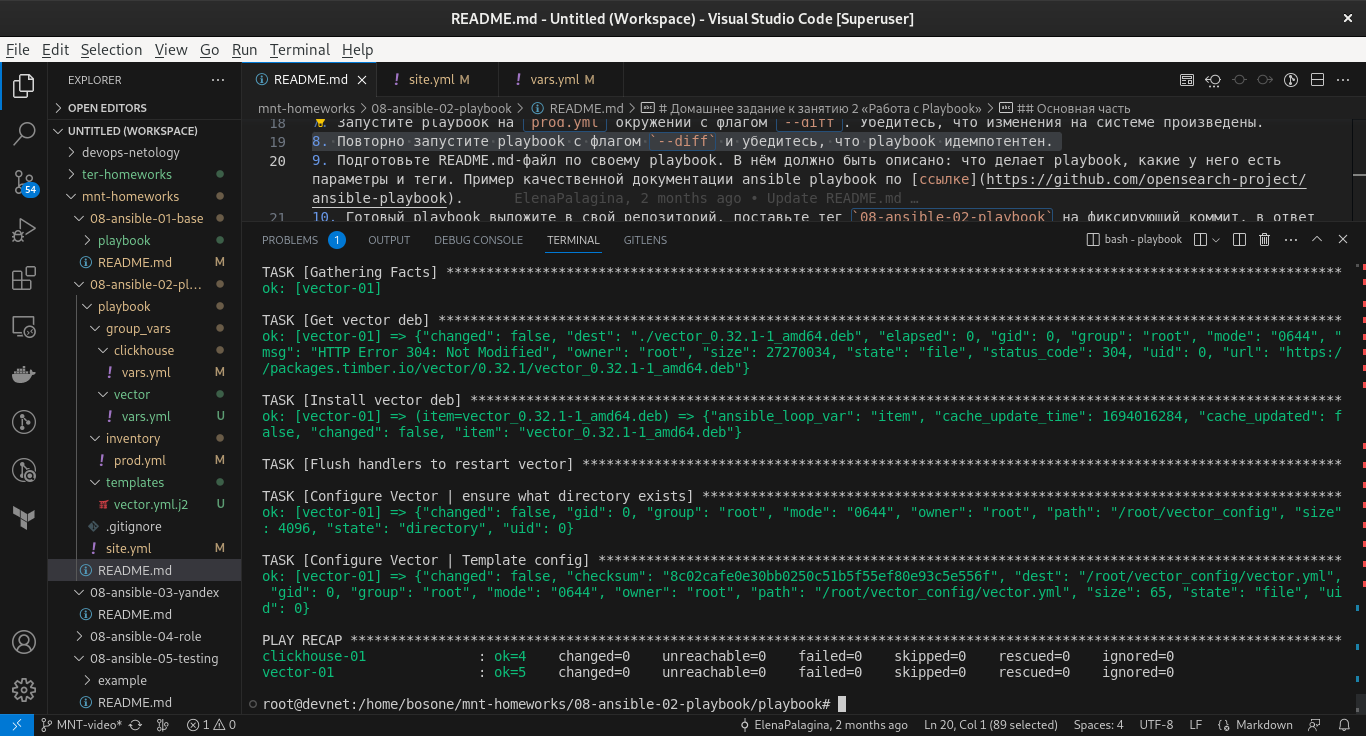 README.md - Untitled (Workspace) - Visual Studio Code [Superuser]
File Edit Selection View Go Run Terminal Help
EXPLORER
OPEN EDITORS
UNTITLED (WORKSPACE)
devops-netology
ter-homeworks
mnt-homeworks
08-ansible-01-base
playbook
README.md M
08-ansible-02-pl...
playbook
group_vars
clickhouse
vars.yml M
vector
vars.yml U
inventory
prod.yml M
templates
vector.yml.j2 U
.gitignore
site.yml M
README.md
08-ansible-03-yandex
README.md
08-ansible-04-role
08-ansible-05-testing
example
README.md
54
README.md site.yml M vars.yml M
mnt-homeworks > 08-ansible-02-playbook > README.md > # Домашнее задание к занятию 2 «Работа с Playbook» > ## Основная часть
18 Запустите playbook на `prod.yml` окружении с флагом `--diff`. Убедитесь, что изменения на системе произведены.
19 8. Повторно запустите playbook с флагом `--diff` и убедитесь, что playbook идемпотентен.
20 9. Подготовьте README.md-файл по своему playbook. В нём должно быть описано: что делает playbook, какие у него есть
параметры и теги. Пример качественной документации ansible playbook по [ссылке](https://github.com/opensearch-project/
ansible-playbook). ElenaPalagina, 2 months ago • Update README.md …
21 10. Готовый playbook выложите в свой репозиторий, поставьте тег `08-ansible-02-playbook` на фиксирующий коммит, в ответ
PROBLEMS 1 OUTPUT DEBUG CONSOLE TERMINAL GITLENS bash - playbook
TASK [Gathering Facts] ****************************************************************************************************************
ok: [vector-01]
TASK [Get vector deb] *****************************************************************************************************************
ok: [vector-01] => {"changed": false, "dest": "./vector_0.32.1-1_amd64.deb", "elapsed": 0, "gid": 0, "group": "root", "mode": "0644", "
msg": "HTTP Error 304: Not Modified", "owner": "root", "size": 27270034, "state": "file", "status_code": 304, "uid": 0, "url": "https:/
/packages.timber.io/vector/0.32.1/vector_0.32.1-1_amd64.deb"}
TASK [Install vector deb] *************************************************************************************************************
ok: [vector-01] => (item=vector_0.32.1-1_amd64.deb) => {"ansible_loop_var": "item", "cache_update_time": 1694016284, "cache_updated": f
alse, "changed": false, "item": "vector_0.32.1-1_amd64.deb"}
TASK [Flush handlers to restart vector] ***********************************************************************************************
TASK [Configure Vector | ensure what directory exists] ********************************************************************************
ok: [vector-01] => {"changed": false, "gid": 0, "group": "root", "mode": "0644", "owner": "root", "path": "/root/vector_config", "size"
: 4096, "state": "directory", "uid": 0}
TASK [Configure Vector | Template config] *********************************************************************************************
ok: [vector-01] => {"changed": false, "checksum": "8c02cafe0e30bb0250c51b5f55ef80e93c5e556f", "dest": "/root/vector_config/vector.yml",
"gid": 0, "group": "root", "mode": "0644", "owner": "root", "path": "/root/vector_config/vector.yml", "size": 65, "state": "file", "ui
d": 0}
PLAY RECAP ****************************************************************************************************************************
clickhouse-01 : ok=4 changed=0 unreachable=0 failed=0 skipped=0 rescued=0 ignored=0
vector-01 : ok=5 changed=0 unreachable=0 failed=0 skipped=0 rescued=0 ignored=0
root@devnet:/home/bosone/mnt-homeworks/08-ansible-02-playbook/playbook#
MNT-video* 1 0 ElenaPalagina, 2 months ago Ln 20, Col 1 (89 selected) Spaces: 4 UTF-8 LF Markdown